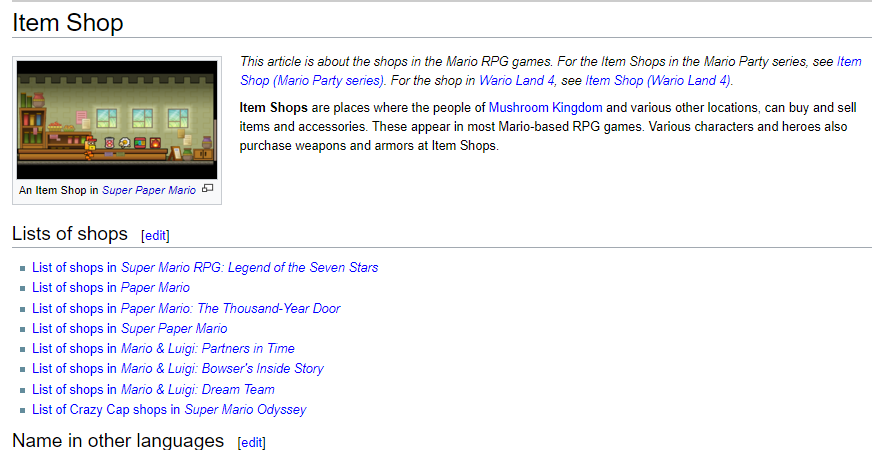 Item Shop
This article is about the shops in the Mario RPG games. For the Item Shops in the Mario Party series, see Item
Shop (Mario Party series). For the shop in Wario Land 4, see Item Shop (Wario Land 4).
Item Shops are places where the people of Mushroom Kingdom and various other locations, can buy and sell
items and accessories. These appear in most Mario-based RPG games. Various characters and heroes also
purchase weapons and armors at Item Shops.
An Item Shop in Super Paper Mario
Lists of shops [edit]
List of shops in Super Mario RPG: Legend of the Seven Stars
List of shops in Paper Mario
List of shops in Paper Mario: The Thousand-Year Door
List of shops in Super Paper Mario
List of shops in Mario & Luigi: Partners in Time
List of shops in Mario & Luigi: Bowser's Inside Story
List of shops in Mario & Luigi: Dream Team
List of Crazy Cap shops in Super Mario Odyssey
Name in other languages [edit]